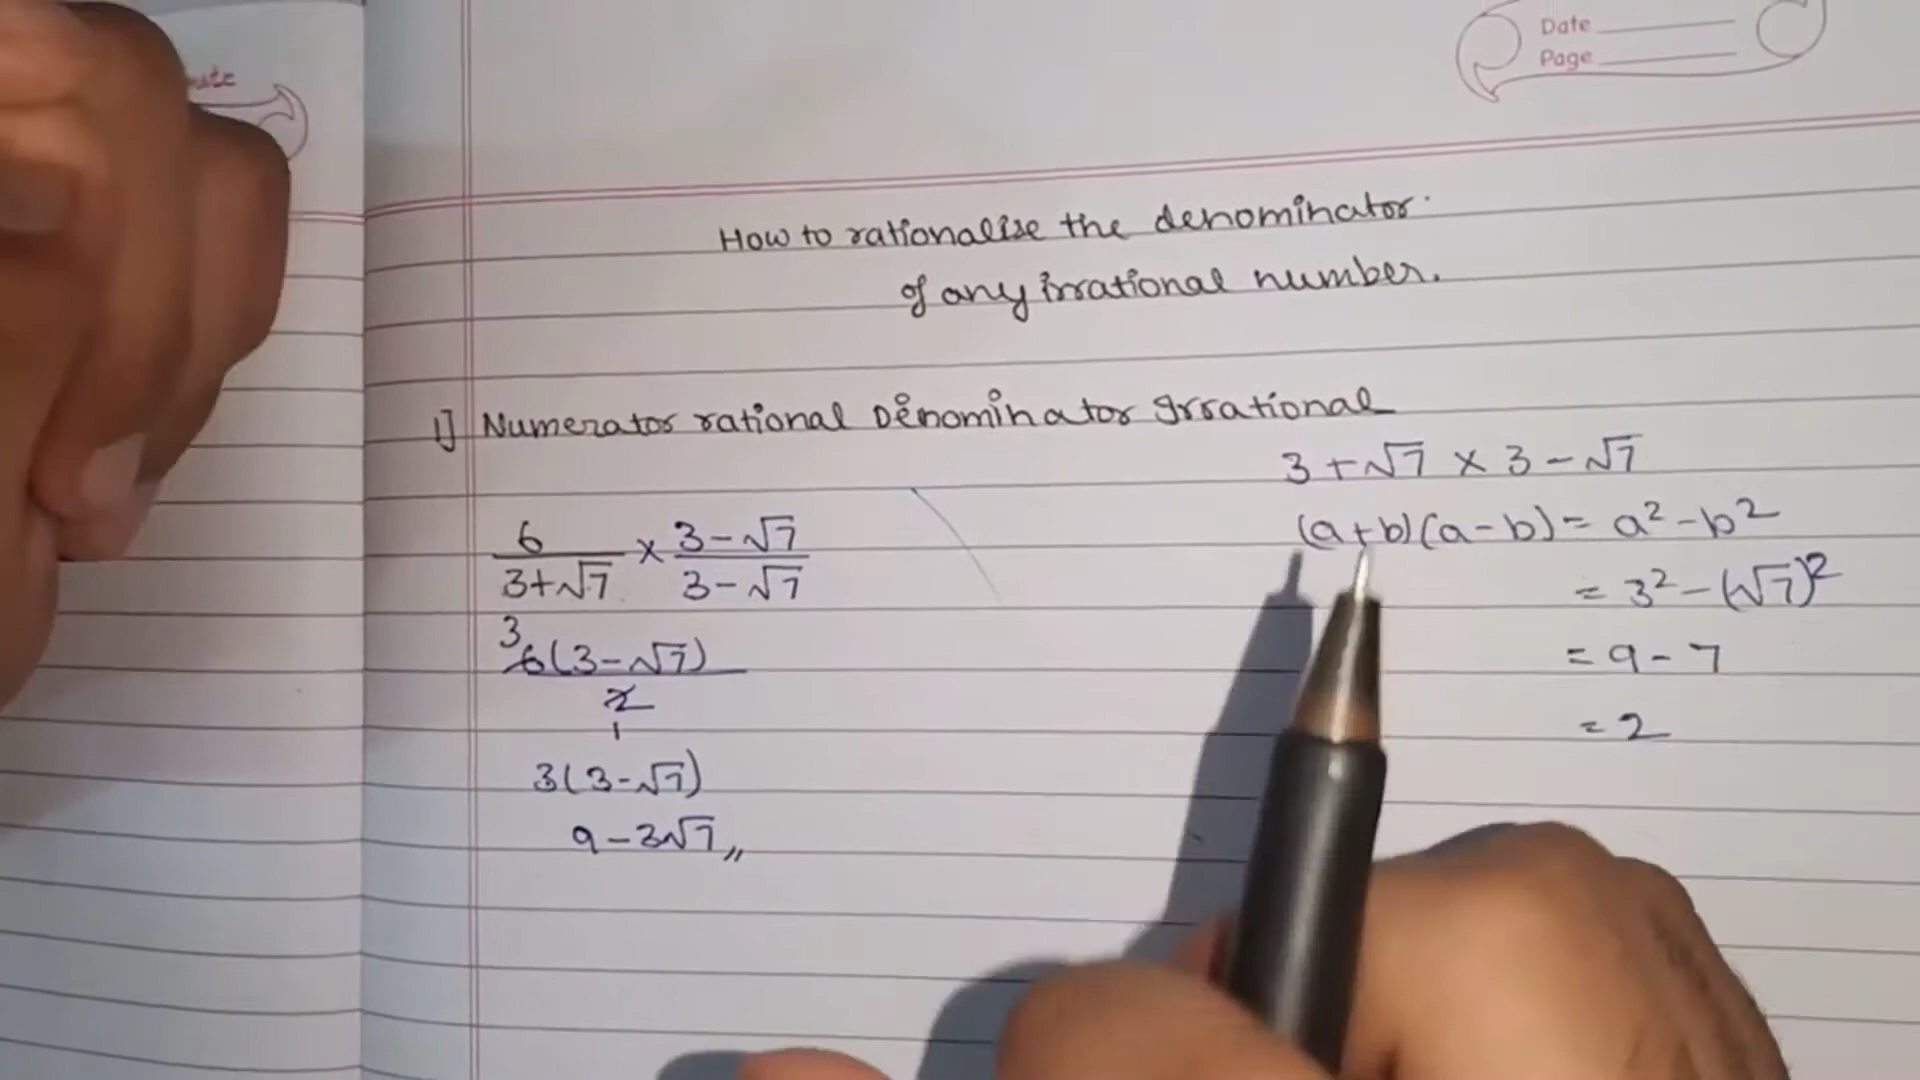 Date
Page
How to rationalise the denominator
of any irrational number.
1] Numerator rational Denominator Irrational
3+√7 × 3-√7
(a+b)(a-b) = a² - b²
= 3² - (√7)²
= 9 - 7
= 2
6/3+√7 × 3-√7/3-√7
3
6(3-√7)
2
1
3(3-√7)
9-3√7,,